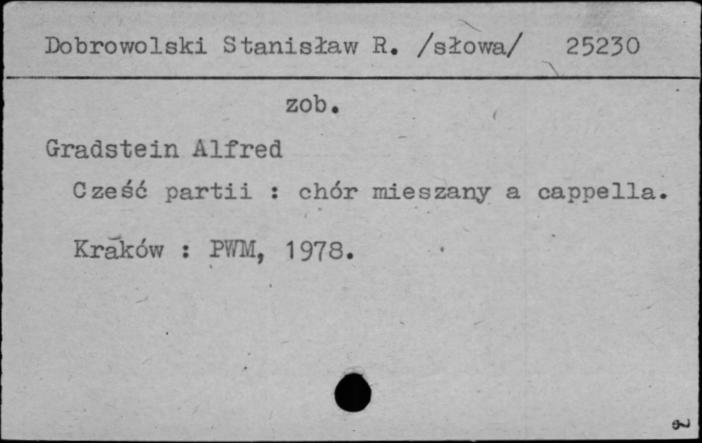 Dobrowolski Stanisław R. /słowa/ 25230
zob.
Gradstein Alfred
Cześć partii : chór mieszany a cappella.
Kraków : PWM, 1978.